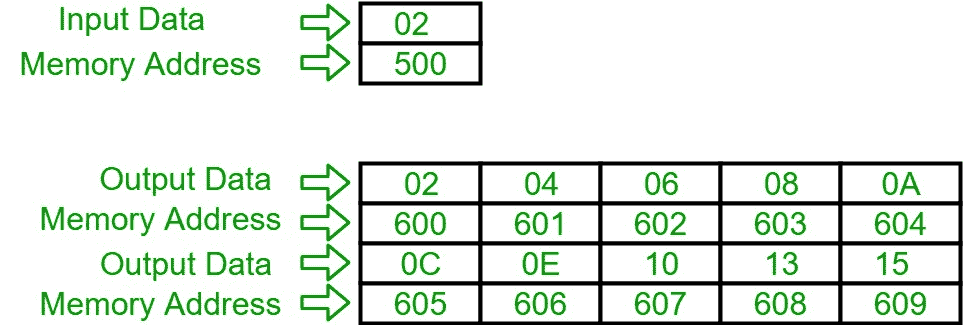 Input Data 02
Memory Address 500
Output Data 02 04 06 08 0A
Memory Address 600 601 602 603 604
Output Data 0C 0E 10 13 15
Memory Address 605 606 607 608 609